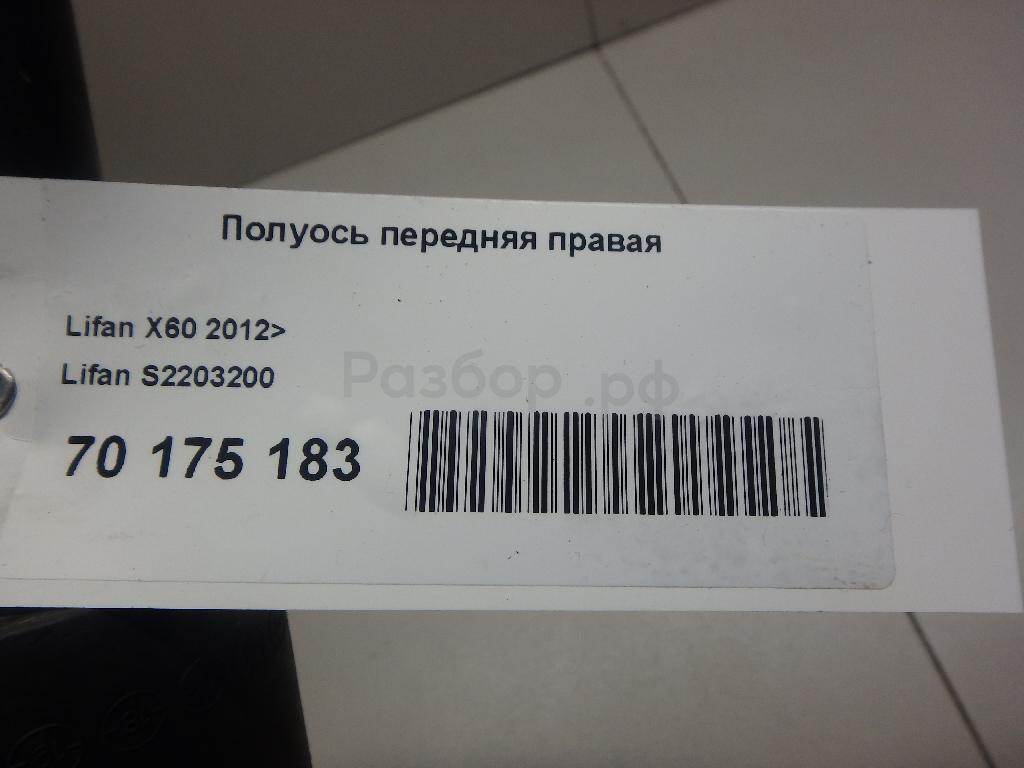 Полуось передняя правая
Lifan X60 2012>
Lifan S2203200
Разбор.рф
70 175 183